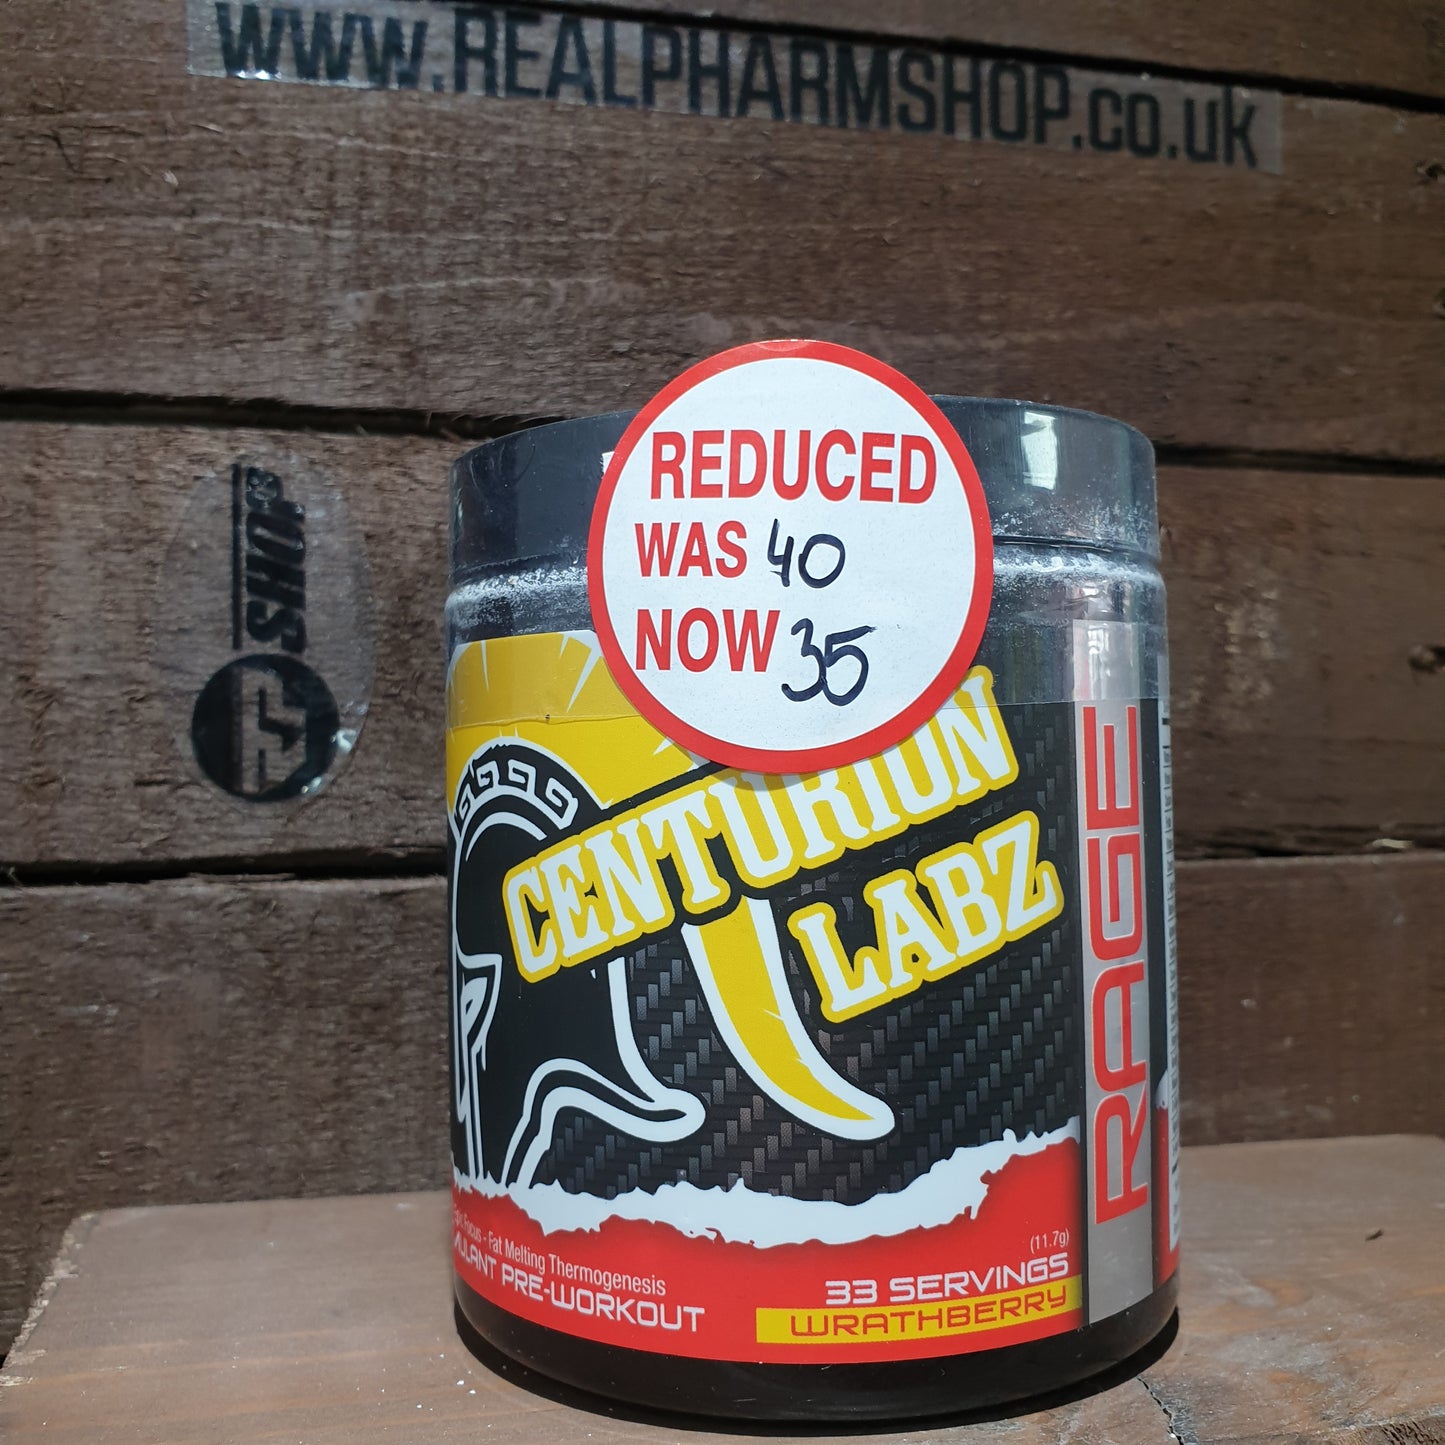 www.REALPHARMSHOP.co.uk
SHOP
REDUCED
WAS 40
NOW 35
CENTURION
LABZ
RAGE
Focus - Fat Melting Thermogenesis
PRE-WORKOUT
(11.7g)
33 SERVINGS
WRATHBERRY